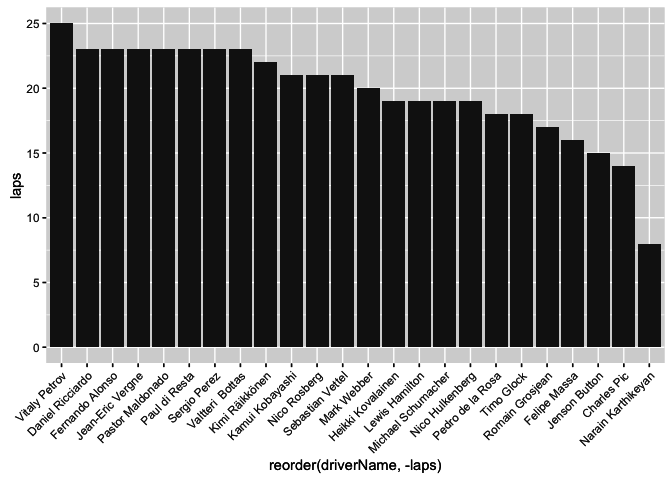 25
20
15
10
5
0
laps
Vitaly Petrov
Daniel Ricciardo
Fernando Alonso
Jean-Eric Vergne
Pastor Maldonado
Paul di Resta
Sergio Perez
Valtteri Bottas
Kimi Räikkönen
Kamui Kobayashi
Nico Rosberg
Sebastian Vettel
Mark Webber
Heikki Kovalainen
Lewis Hamilton
Michael Schumacher
Nico Hulkenberg
Pedro de la Rosa
Timo Glock
Romain Grosjean
Felipe Massa
Jenson Button
Charles Pic
Narain Karthikeyan
reorder(driverName, -laps)